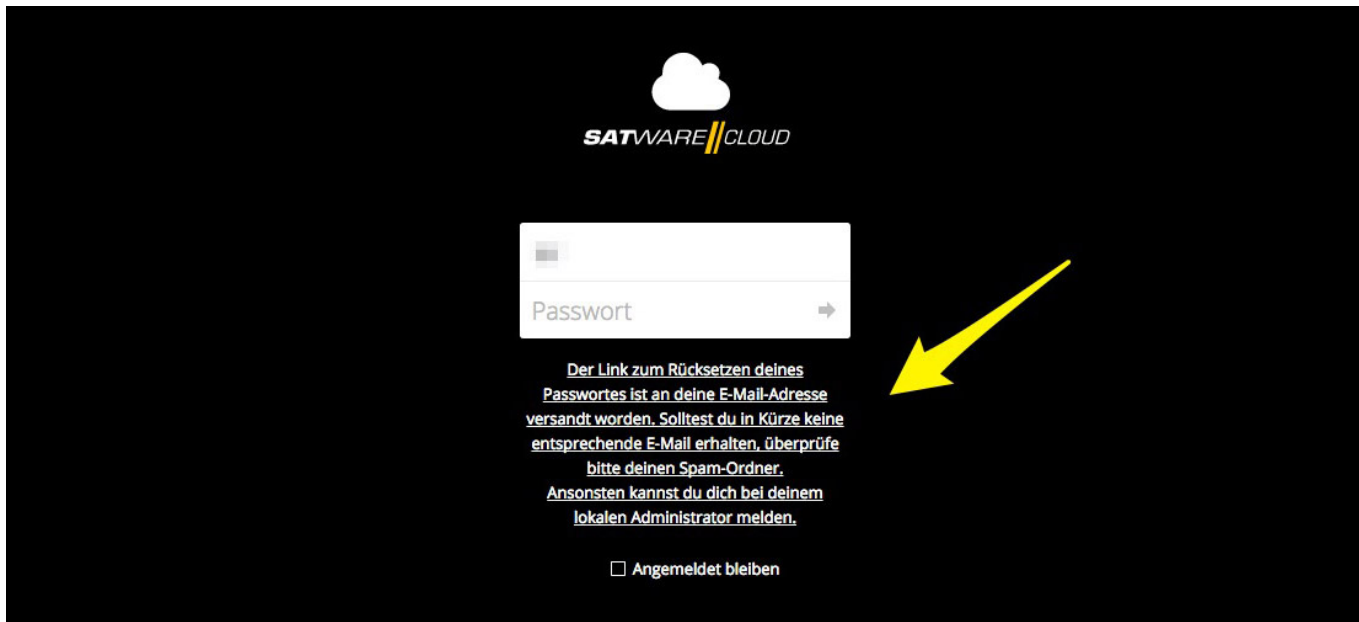 SATWARE//CLOUD
Passwort
Der Link zum Rücksetzen deines
Passwortes ist an deine E-Mail-Adresse
versandt worden. Solltest du in Kürze keine
entsprechende E-Mail erhalten, überprüfe
bitte deinen Spam-Ordner.
Ansonsten kannst du dich bei deinem
lokalen Administrator melden.
Angemeldet bleiben